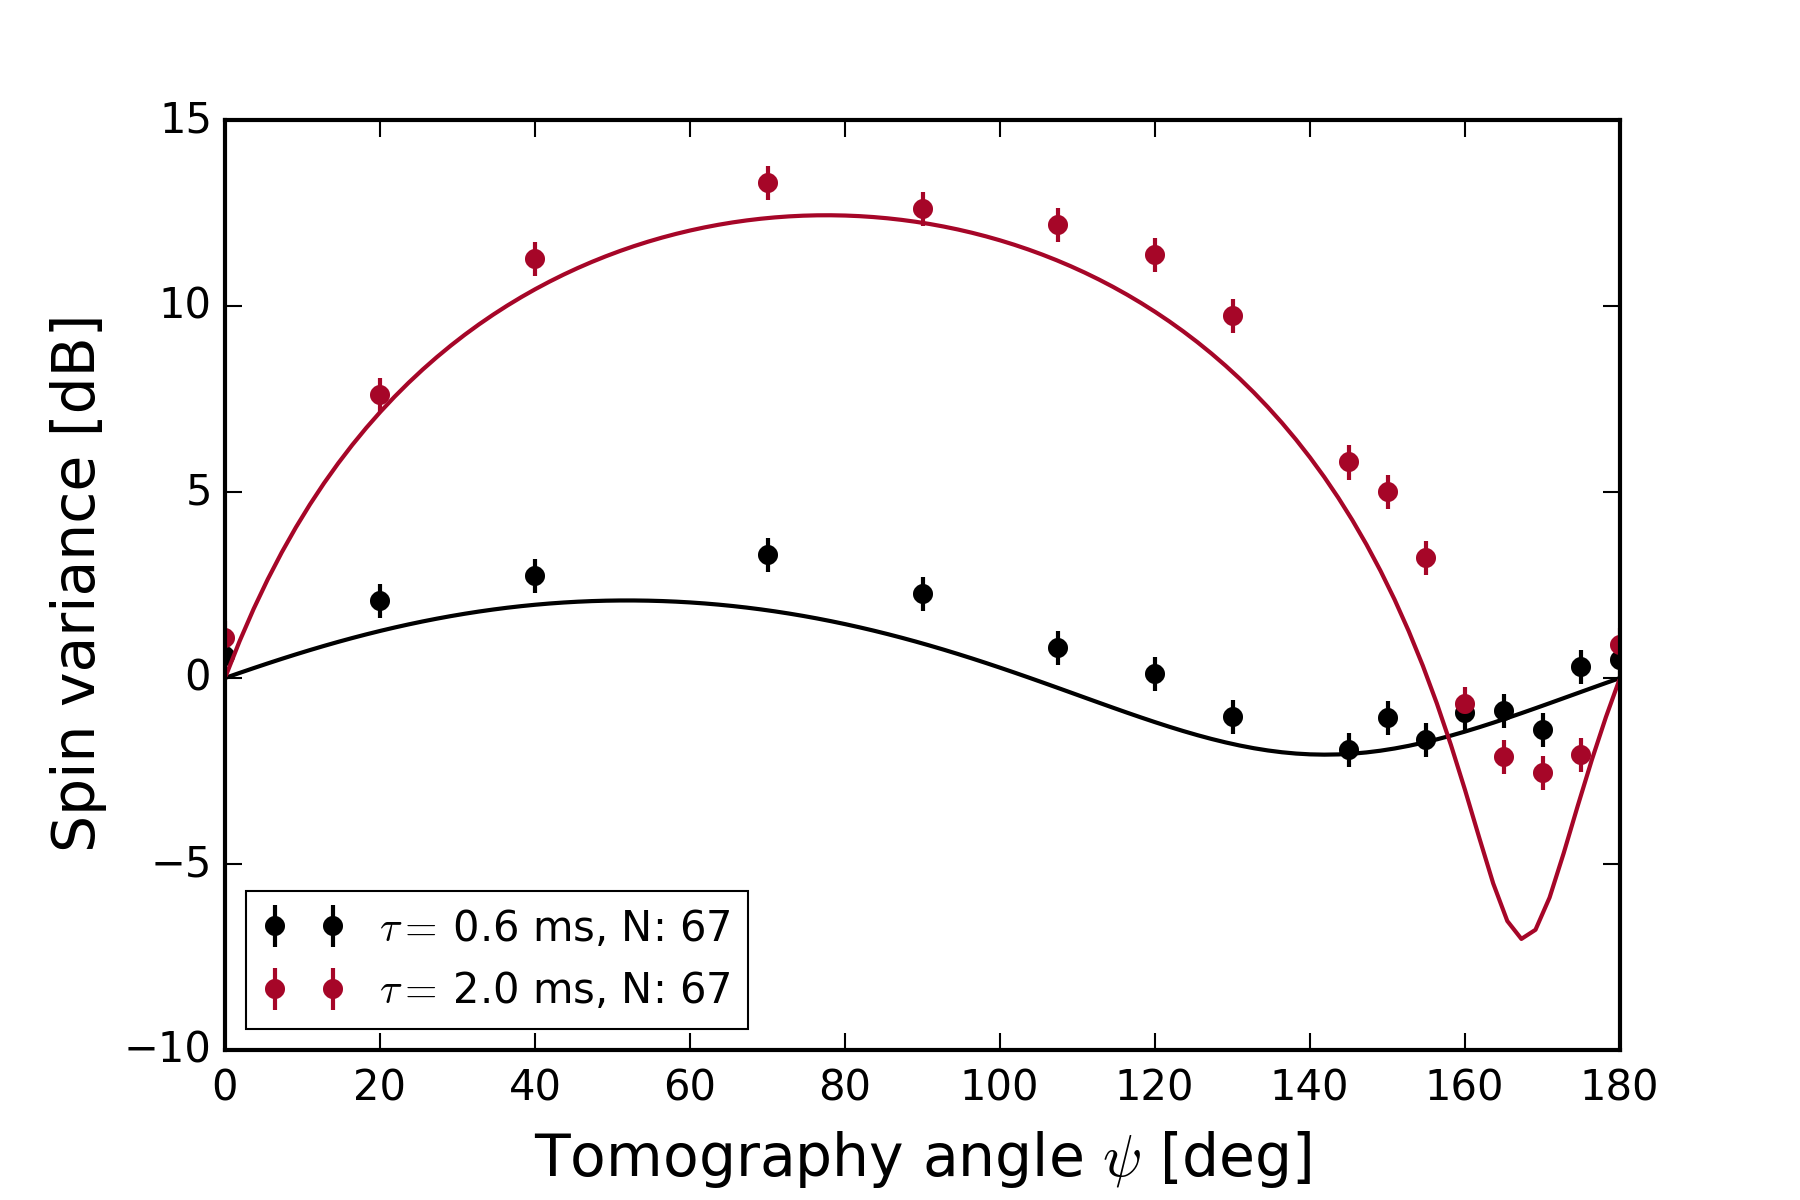 15
10
5
0
−5
−10
Spin variance [dB]
τ = 0.6 ms, N: 67
τ = 2.0 ms, N: 67
0 20 40 60 80 100 120 140 160 180
Tomography angle ψ [deg]